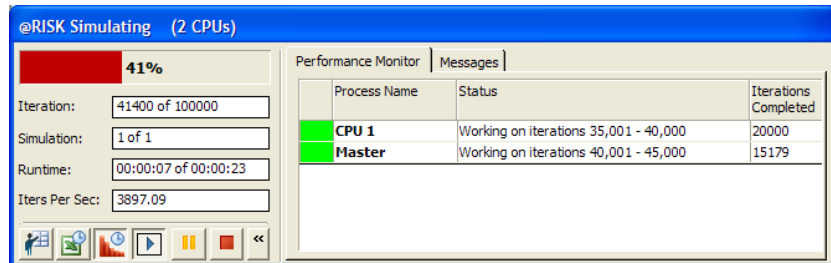 @RISK Simulating (2 CPUs)
41%
Iteration: 41400 of 100000
Simulation: 1 of 1
Runtime: 00:00:07 of 00:00:23
Iters Per Sec: 3897.09
«
Performance Monitor Messages
Process Name Status Iterations Completed
CPU 1 Working on iterations 35,001 - 40,000 20000
Master Working on iterations 40,001 - 45,000 15179